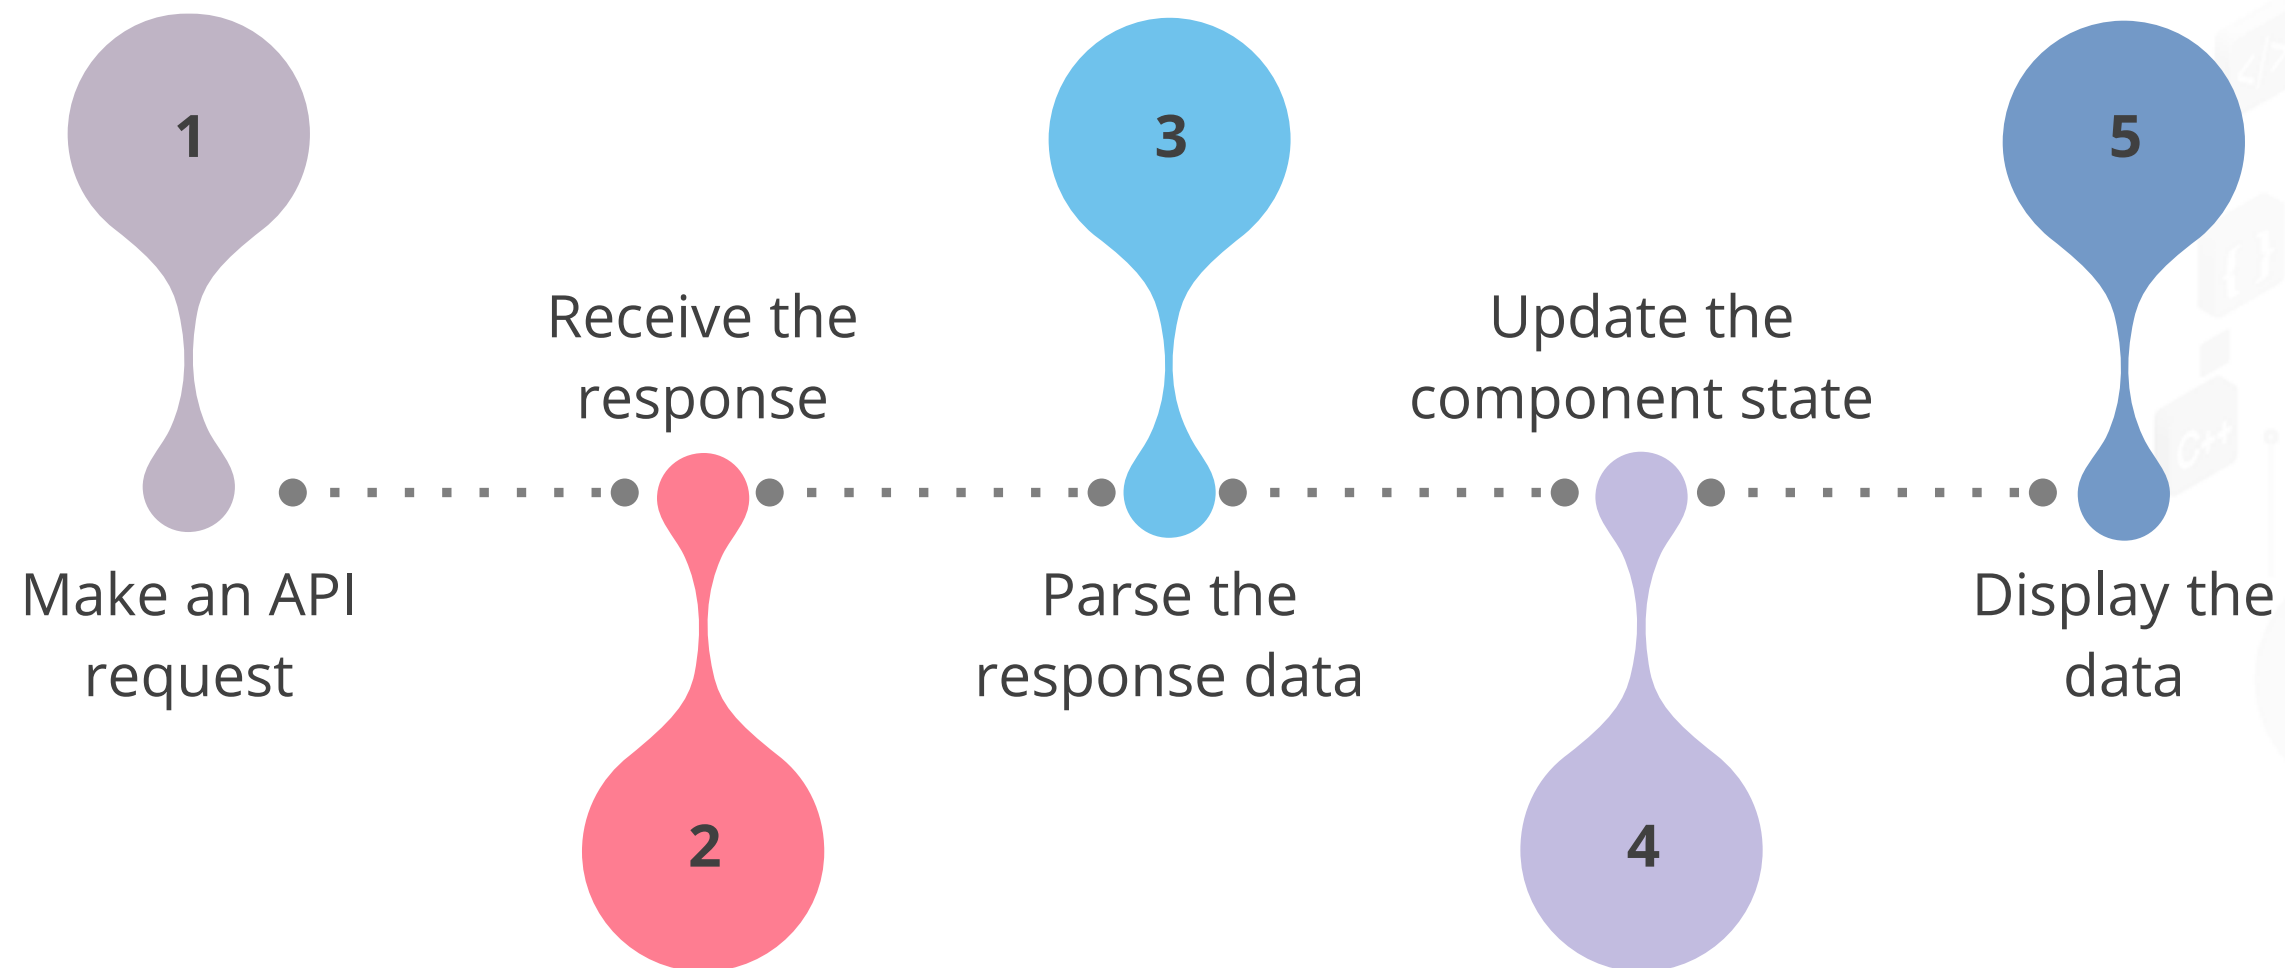 1
Make an API
request
2
Receive the
response
3
Parse the
response data
4
Update the
component state
5
Display the
data
</>
{}
C++